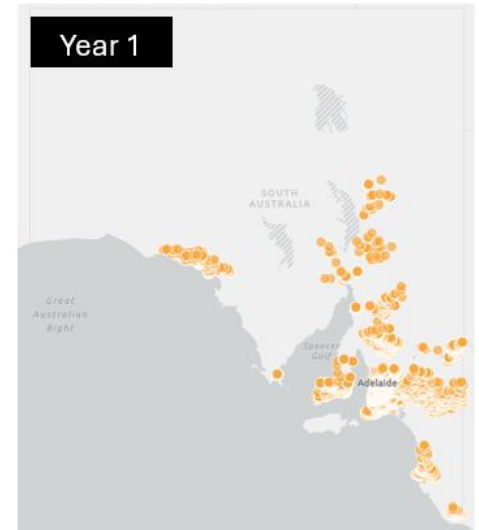 Year 1
SOUTH
AUSTRALIA
Great
Australian
Bight
Spencer
Gulf
Adelaide